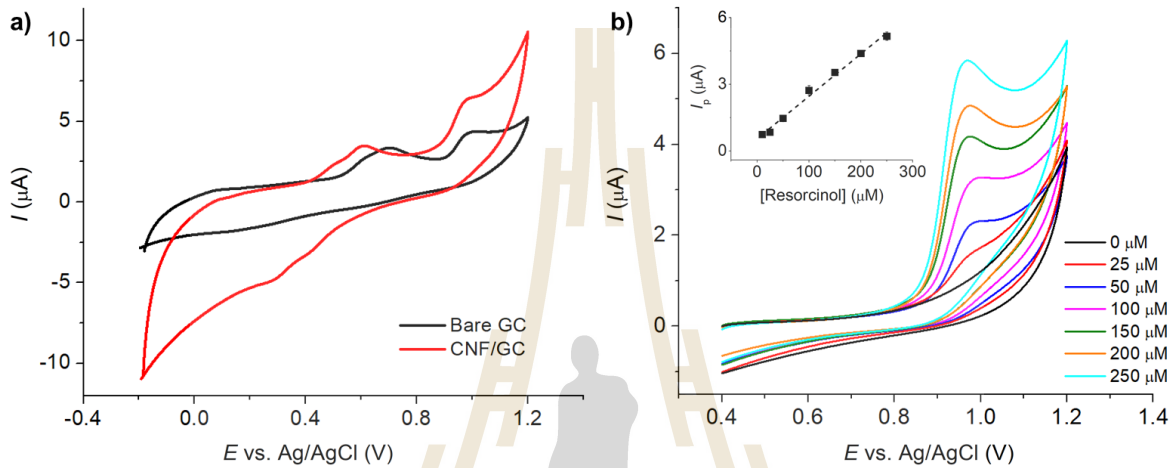 a)
10
5
0
-5
-10
I (μA)
Bare GC
CNF/GC
-0.4 0.0 0.4 0.8 1.2
E vs. Ag/AgCl (V)
b)
6
4
2
0
I (μA)
6
3
0
Ip (μA)
0 100 200 300
[Resorcinol] (μM)
0 μM
25 μM
50 μM
100 μM
150 μM
200 μM
250 μM
0.4 0.6 0.8 1.0 1.2 1.4
E vs. Ag/AgCl (V)